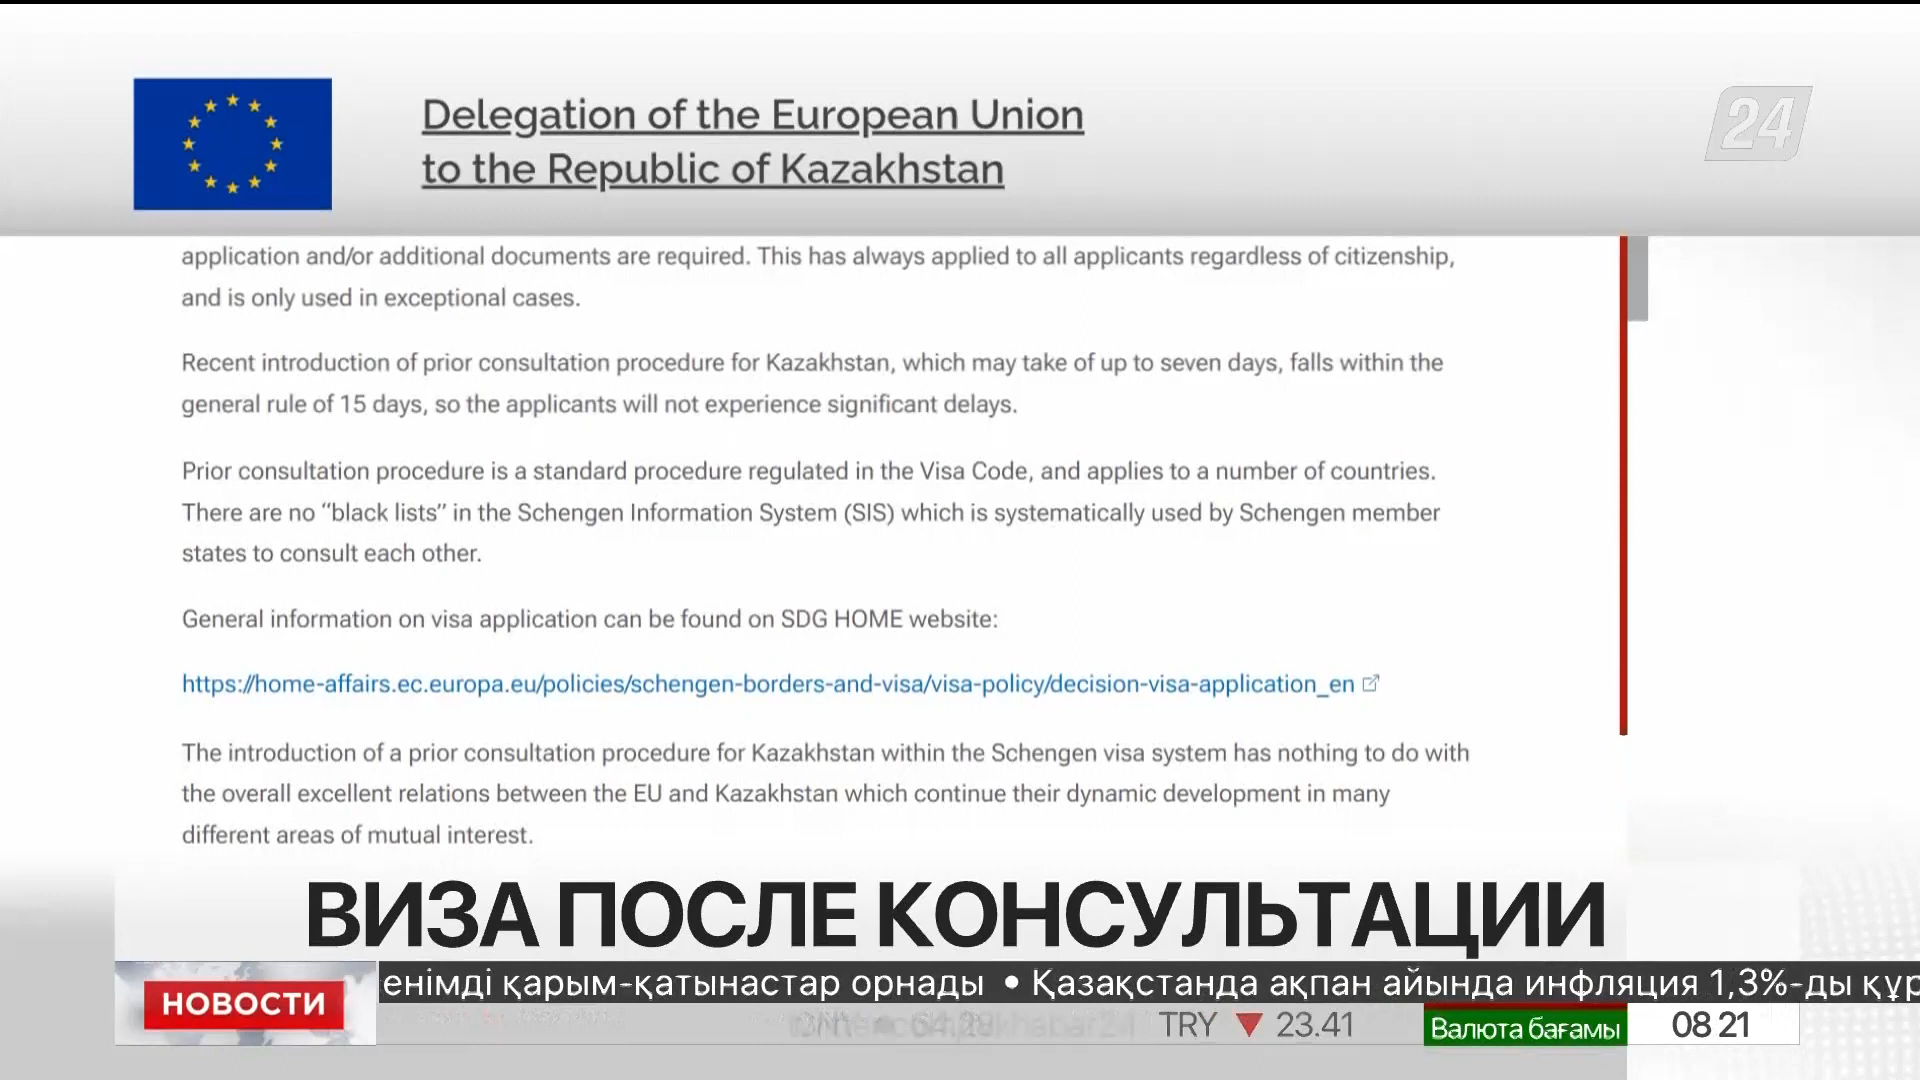 Delegation of the European Union
to the Republic of Kazakhstan
24
application and/or additional documents are required. This has always applied to all applicants regardless of citizenship,
and is only used in exceptional cases.
Recent introduction of prior consultation procedure for Kazakhstan, which may take of up to seven days, falls within the
general rule of 15 days, so the applicants will not experience significant delays.
Prior consultation procedure is a standard procedure regulated in the Visa Code, and applies to a number of countries.
There are no “black lists” in the Schengen Information System (SIS) which is systematically used by Schengen member
states to consult each other.
General information on visa application can be found on SDG HOME website:
https://home-affairs.ec.europa.eu/policies/schengen-borders-and-visa/visa-policy/decision-visa-application_en
The introduction of a prior consultation procedure for Kazakhstan within the Schengen visa system has nothing to do with
the overall excellent relations between the EU and Kazakhstan which continue their dynamic development in many
different areas of mutual interest.
ВИЗА ПОСЛЕ КОНСУЛЬТАЦИИ
енімді қарым-қатынастар орнады • Қазақстанда ақпан айында инфляция 1,3%-ды құр
НОВОСТИ
TRY ▼ 23.41
Валюта бағамы
08 21